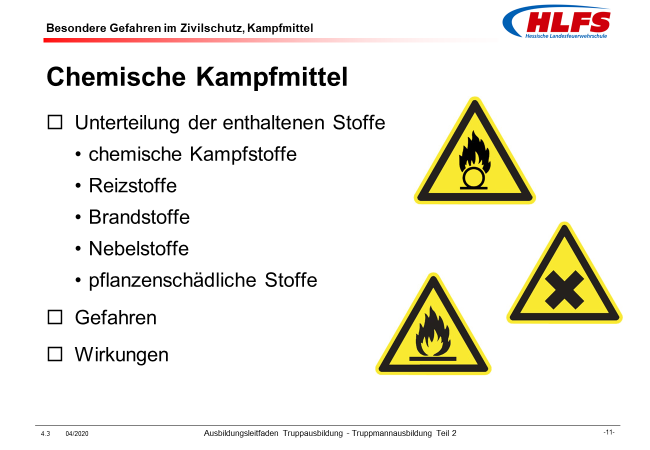 Besondere Gefahren im Zivilschutz, Kampfmittel
HLFS
Hessische Landesfeuerwehrschule
Chemische Kampfmittel
Unterteilung der enthaltenen Stoffe
• chemische Kampfstoffe
• Reizstoffe
• Brandstoffe
• Nebelstoffe
• pflanzenschädliche Stoffe
Gefahren
Wirkungen
4.3 04/2020 Ausbildungsleitfaden Truppausbildung - Truppmannausbildung Teil 2 -11-